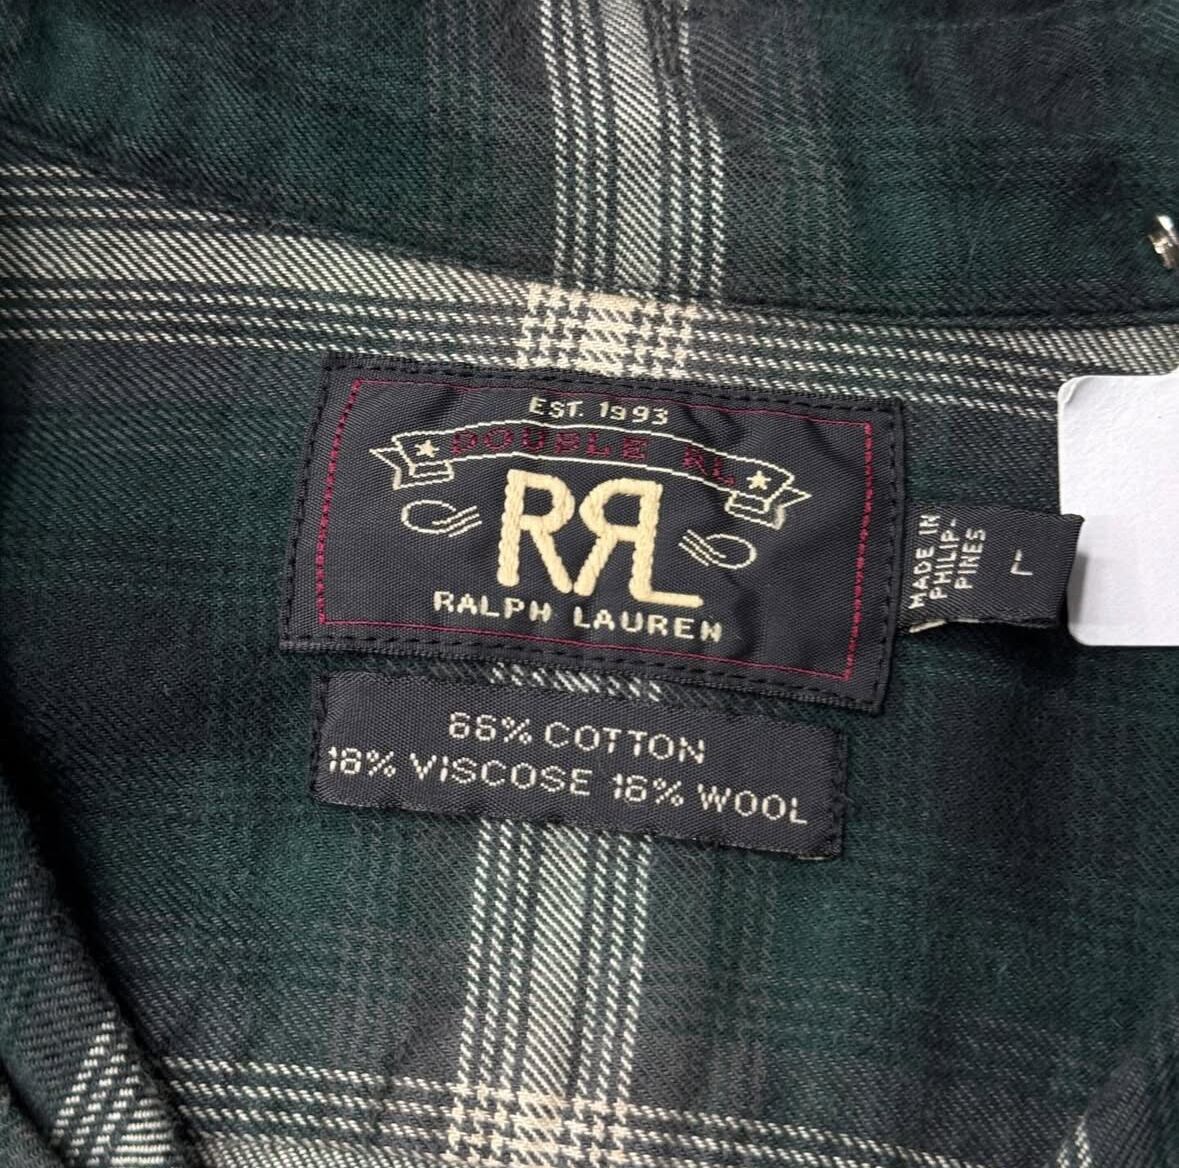 EST. 1993
DOUBLE RL
RRL
RALPH LAUREN
MADE IN
PHILIP-
PINES
L
66% COTTON
18% VISCOSE 16% WOOL